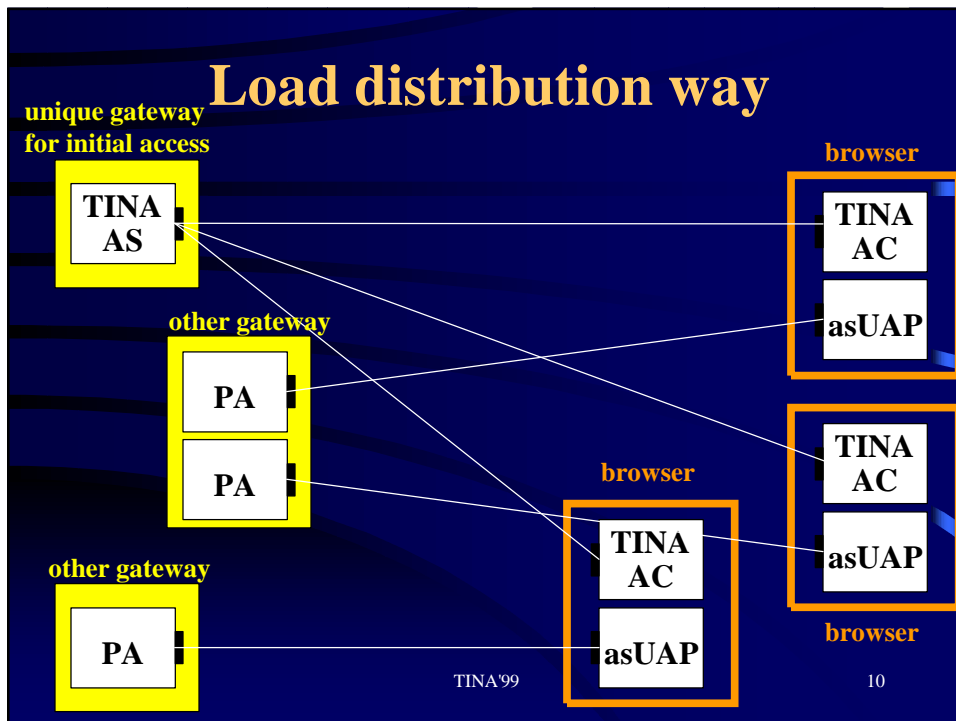 Load distribution way
unique gateway
for initial access
TINA
AS
browser
TINA
AC
asUAP
other gateway
PA
PA
TINA
AC
asUAP
browser
browser
TINA
AC
asUAP
other gateway
PA
TINA'99
10